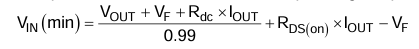 V_IN (min) = (V_OUT + V_F + R_dc × I_OUT) / 0.99 + R_DS(on) × I_OUT − V_F